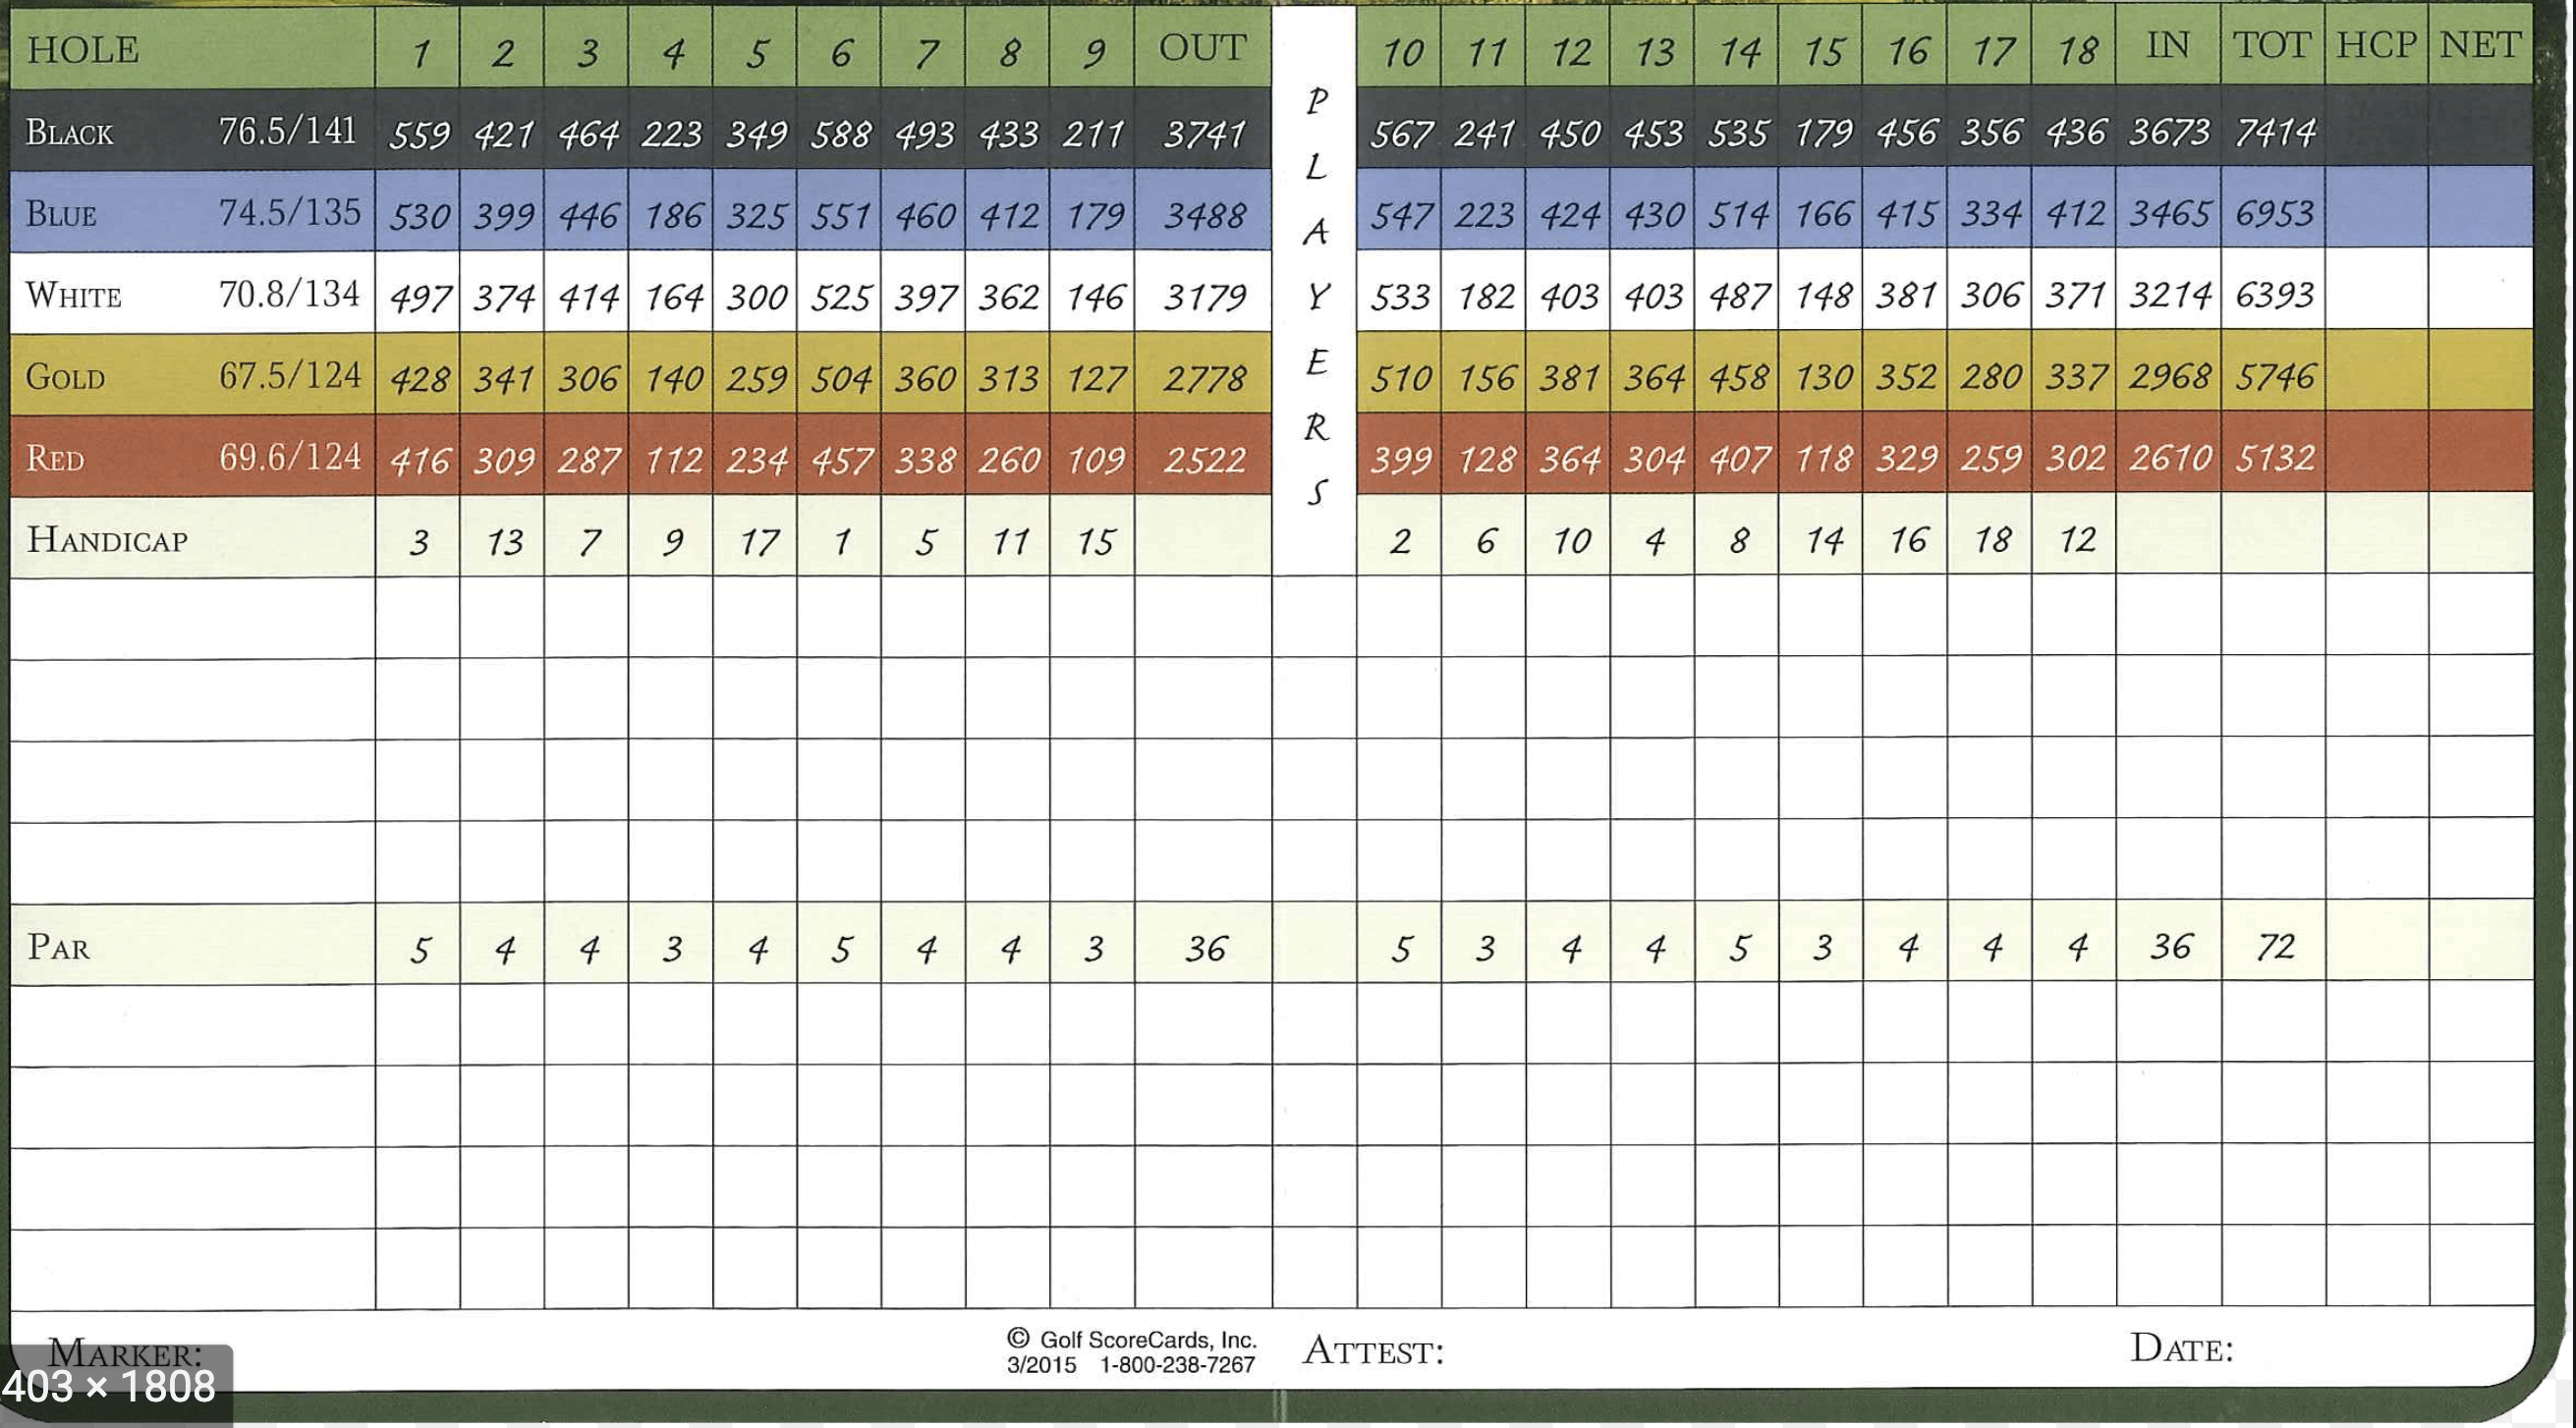 HOLE 1 2 3 4 5 6 7 8 9 OUT PLAYERS 10 11 12 13 14 15 16 17 18 IN TOT HCP NET
BLACK 76.5/141 559 421 464 223 349 588 493 433 211 3741 567 241 450 453 535 179 456 356 436 3673 7414
BLUE 74.5/135 530 399 446 186 325 551 460 412 179 3488 547 223 424 430 514 166 415 334 412 3465 6953
WHITE 70.8/134 497 374 414 164 300 525 397 362 146 3179 533 182 403 403 487 148 381 306 371 3214 6393
GOLD 67.5/124 428 341 306 140 259 504 360 313 127 2778 510 156 381 364 458 130 352 280 337 2968 5746
RED 69.6/124 416 309 287 112 234 457 338 260 109 2522 399 128 364 304 407 118 329 259 302 2610 5132
HANDICAP 3 13 7 9 17 1 5 11 15 2 6 10 4 8 14 16 18 12
PAR 5 4 4 3 4 5 4 4 3 36 5 3 4 4 5 3 4 4 4 36 72
MARKER: © Golf ScoreCards, Inc. ATTEST: DATE:
3/2015 1-800-238-7267
403 × 1808